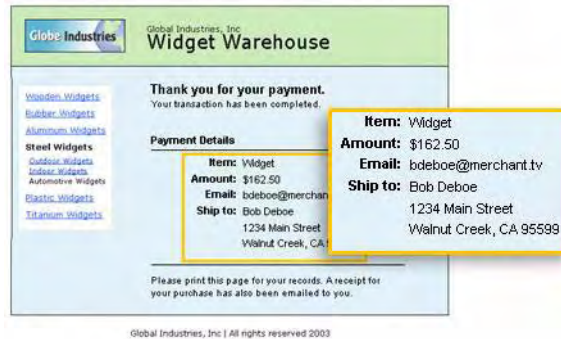 Globe Industries
Global Industries, Inc
Widget Warehouse
Wooden Widgets
Rubber Widgets
Aluminum Widgets
Steel Widgets
Outdoor Widgets
Indoor Widgets
Automotive Widgets
Plastic Widgets
Titanium Widgets
Thank you for your payment.
Your transaction has been completed.
Payment Details
Item: Widget
Amount: $162.50
Email: bdeboe@merchan
Ship to: Bob Deboe
1234 Main Street
Walnut Creek, CA
Please print this page for your records. A receipt for
your purchase has also been emailed to you.
Item: Widget
Amount: $162.50
Email: bdeboe@merchant.tv
Ship to: Bob Deboe
1234 Main Street
Walnut Creek, CA 95599
Global Industries, Inc | All rights reserved 2003